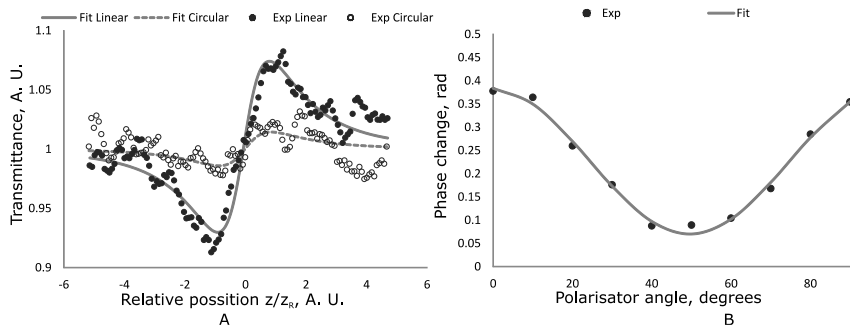 Fit Linear Fit Circular Exp Linear Exp Circular
1.1
1.05
1
0.95
0.9
-6 -4 -2 0 2 4 6
Transmittance, A. U.
Relative possition z/zR, A. U.
A
Exp Fit
0.5
0.45
0.4
0.35
0.3
0.25
0.2
0.15
0.1
0.05
0
0 20 40 60 80
Phase change, rad
Polarisator angle, degrees
B